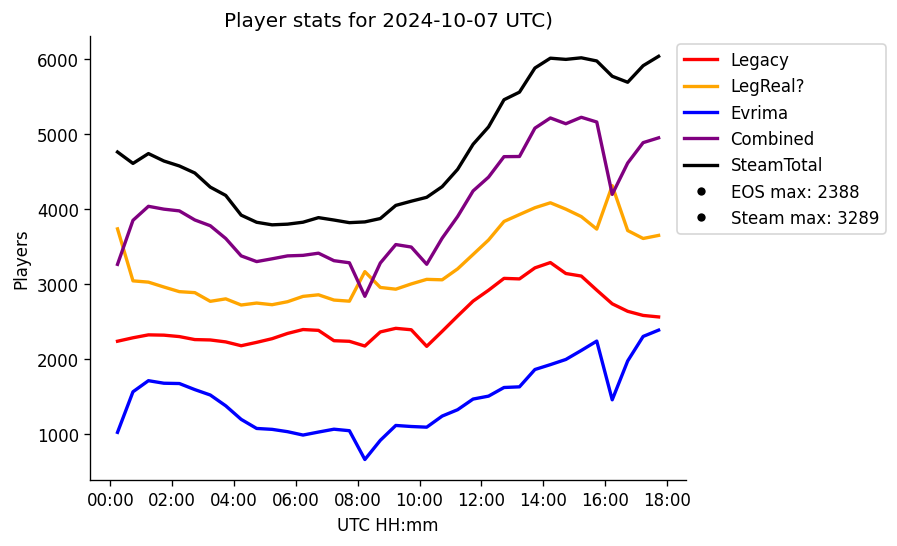 Player stats for 2024-10-07 UTC)
Players
6000
5000
4000
3000
2000
1000
00:00 02:00 04:00 06:00 08:00 10:00 12:00 14:00 16:00 18:00
UTC HH:mm
Legacy
LegReal?
Evrima
Combined
SteamTotal
EOS max: 2388
Steam max: 3289